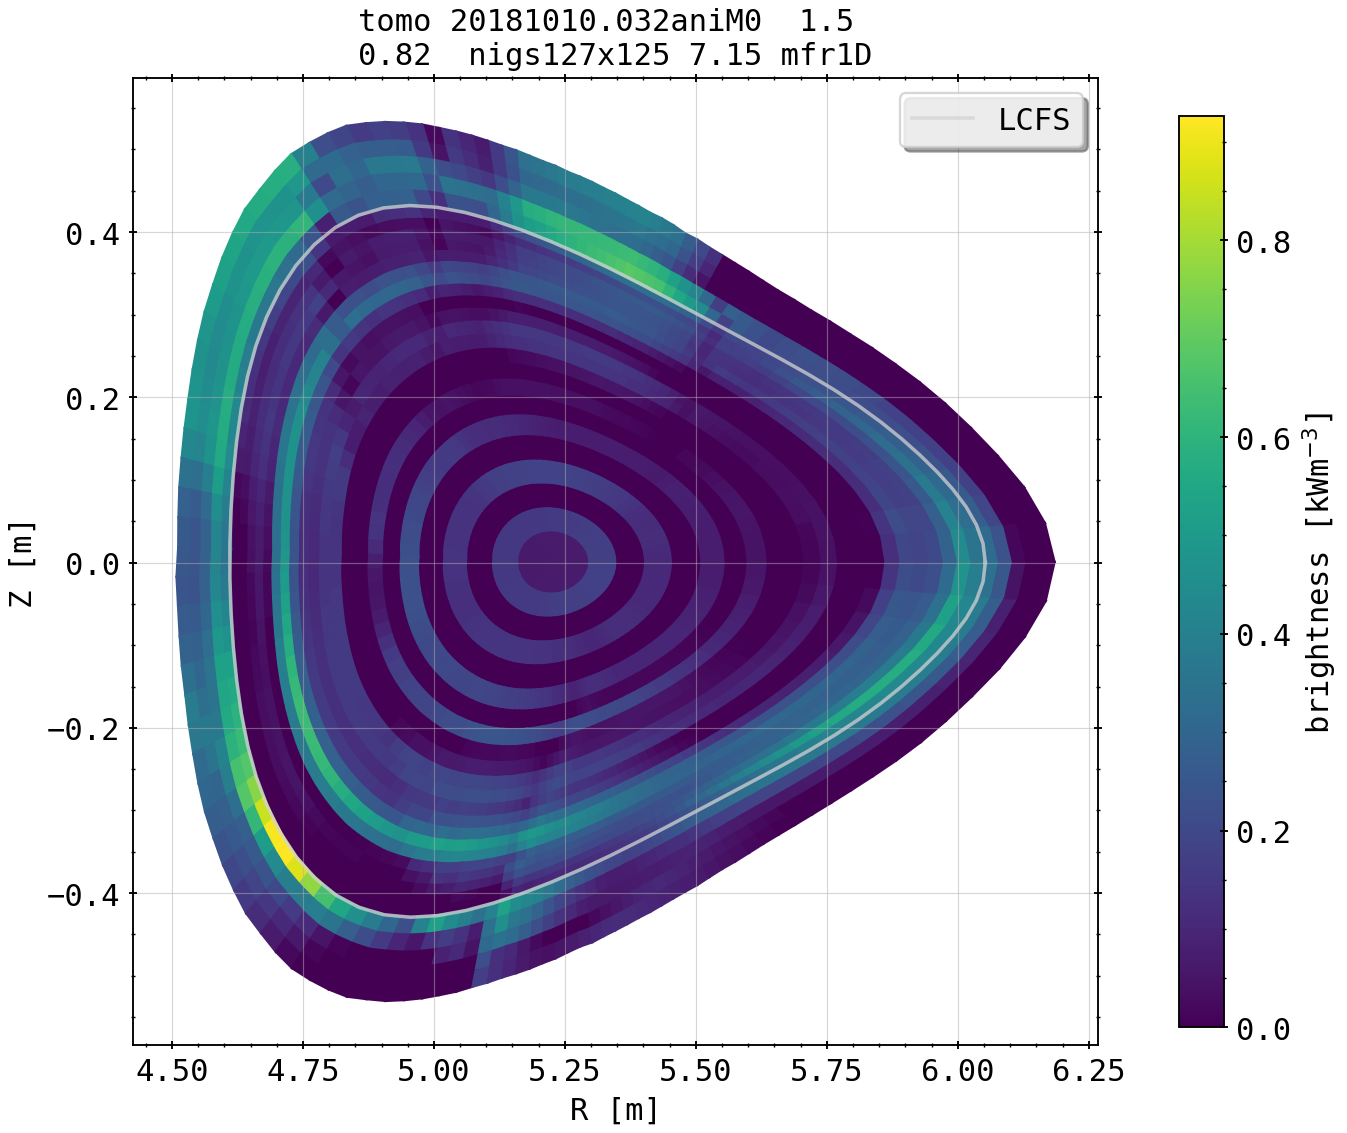 tomo 20181010.032aniM0  1.5
0.82  nigs127x125 7.15 mfr1D
LCFS
0.4
0.2
0.0
−0.2
−0.4
Z [m]
4.50 4.75 5.00 5.25 5.50 5.75 6.00 6.25
R [m]
0.8
0.6
0.4
0.2
0.0
brightness [kWm⁻³]